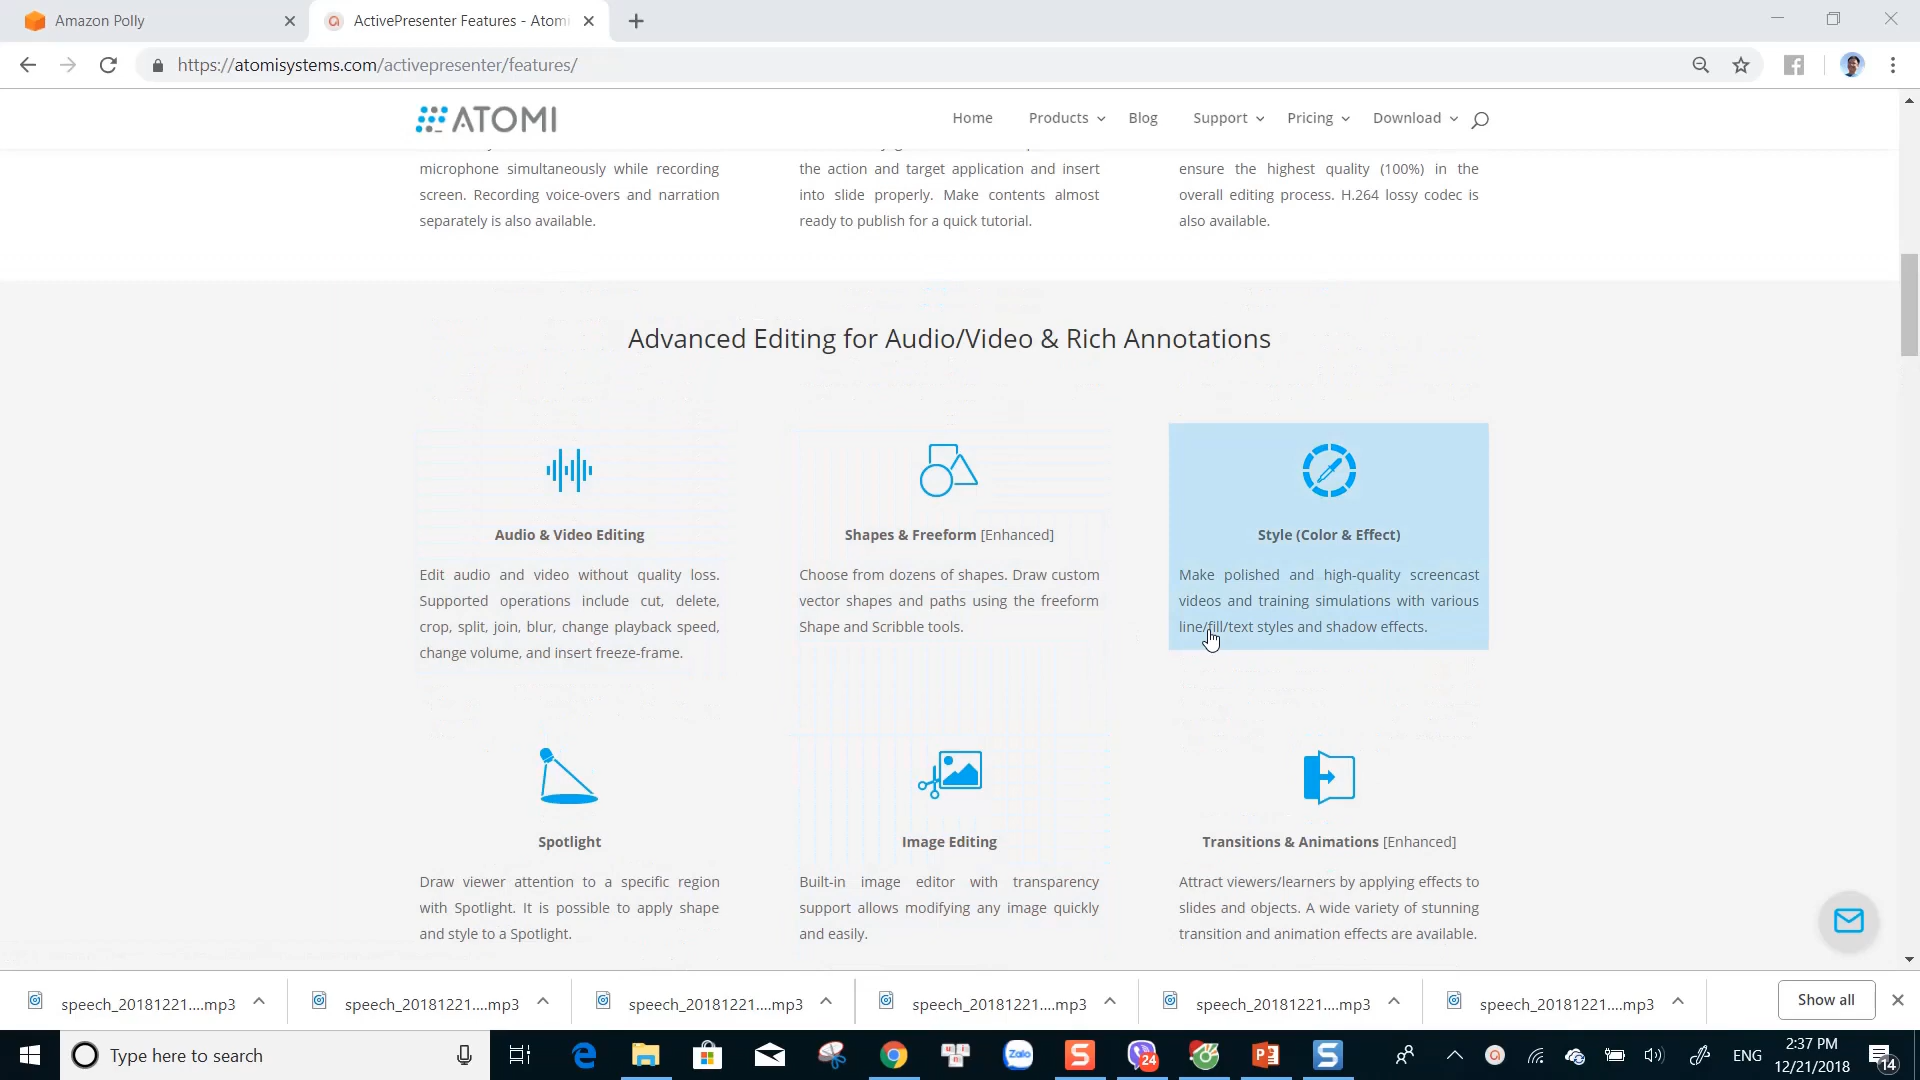 Amazon Polly
ActivePresenter Features - Atomi
https://atomisystems.com/activepresenter/features/
ATOMI
Home Products Blog Support Pricing Download
microphone simultaneously while recording
screen. Recording voice-overs and narration
separately is also available.
the action and target application and insert
into slide properly. Make contents almost
ready to publish for a quick tutorial.
ensure the highest quality (100%) in the
overall editing process. H.264 lossy codec is
also available.
Advanced Editing for Audio/Video & Rich Annotations
Audio & Video Editing
Edit audio and video without quality loss.
Supported operations include cut, delete,
crop, split, join, blur, change playback speed,
change volume, and insert freeze-frame.
Shapes & Freeform [Enhanced]
Choose from dozens of shapes. Draw custom
vector shapes and paths using the freeform
Shape and Scribble tools.
Style (Color & Effect)
Make polished and high-quality screencast
videos and training simulations with various
line/fill/text styles and shadow effects.
Spotlight
Draw viewer attention to a specific region
with Spotlight. It is possible to apply shape
and style to a Spotlight.
Image Editing
Built-in image editor with transparency
support allows modifying any image quickly
and easily.
Transitions & Animations [Enhanced]
Attract viewers/learners by applying effects to
slides and objects. A wide variety of stunning
transition and animation effects are available.
speech_20181221....mp3
speech_20181221....mp3
speech_20181221....mp3
speech_20181221....mp3
speech_20181221....mp3
speech_20181221....mp3
Show all
Type here to search
Zalo
24
ENG
2:37 PM
12/21/2018
14